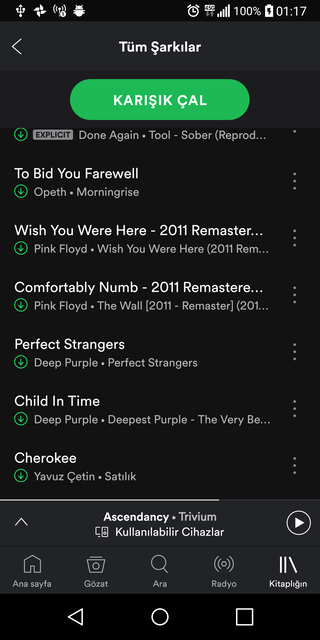 100% 01:17
Tüm Şarkılar
KARIŞIK ÇAL
EXPLICIT Done Again • Tool - Sober (Reprod...
To Bid You Farewell
Opeth • Morningrise
Wish You Were Here - 2011 Remaster...
Pink Floyd • Wish You Were Here (2011 Rem...
Comfortably Numb - 2011 Remastere...
Pink Floyd • The Wall [2011 - Remaster] (201...
Perfect Strangers
Deep Purple • Perfect Strangers
Child In Time
Deep Purple • Deepest Purple - The Very Be...
Cherokee
Yavuz Çetin • Satılık
Ascendancy • Trivium
Kullanılabilir Cihazlar
Ana sayfa Gözat Ara Radyo Kitaplığın